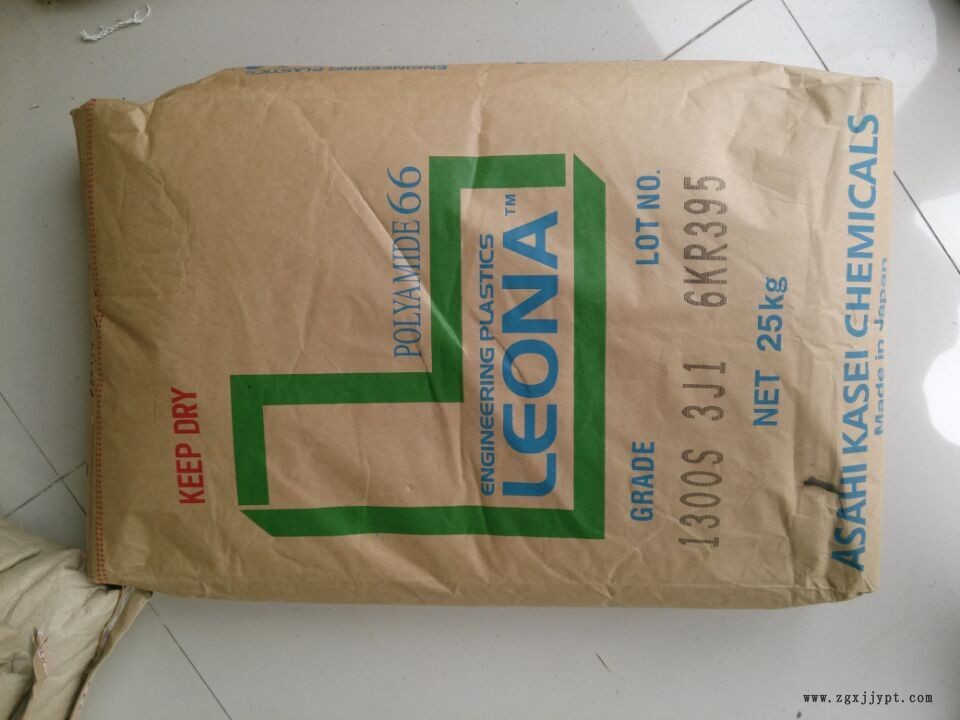 ENGINEERING PLASTICS
KEEP DRY
POLYAMIDE 66
ENGINEERING PLASTICS
LEONA™
GRADE LOT NO.
1300S 3J1 6KR395
NET 25kg
ASAHI KASEI CHEMICALS
Made in Japan
www.zgxjjypt.com